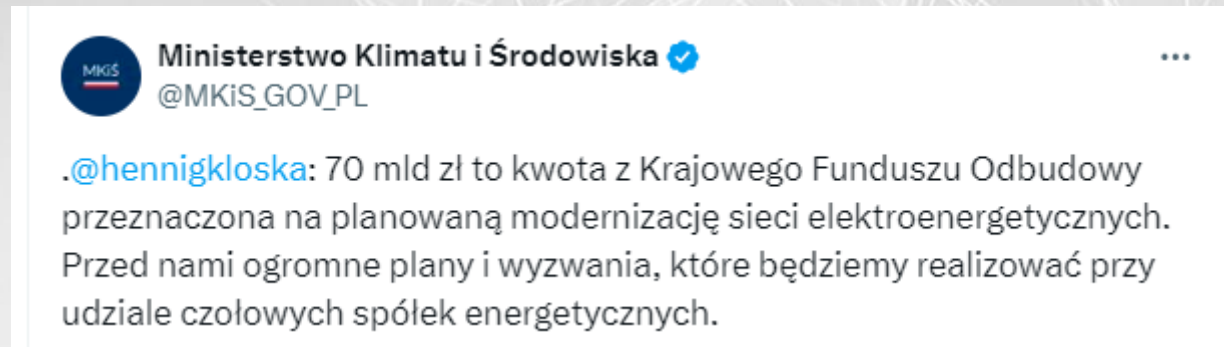 Ministerstwo Klimatu i Środowiska
MKiŚ
@MKiS_GOV_PL
.@hennigkloska: 70 mld zł to kwota z Krajowego Funduszu Odbudowy
przeznaczona na planowaną modernizację sieci elektroenergetycznych.
Przed nami ogromne plany i wyzwania, które będziemy realizować przy
udziale czołowych spółek energetycznych.